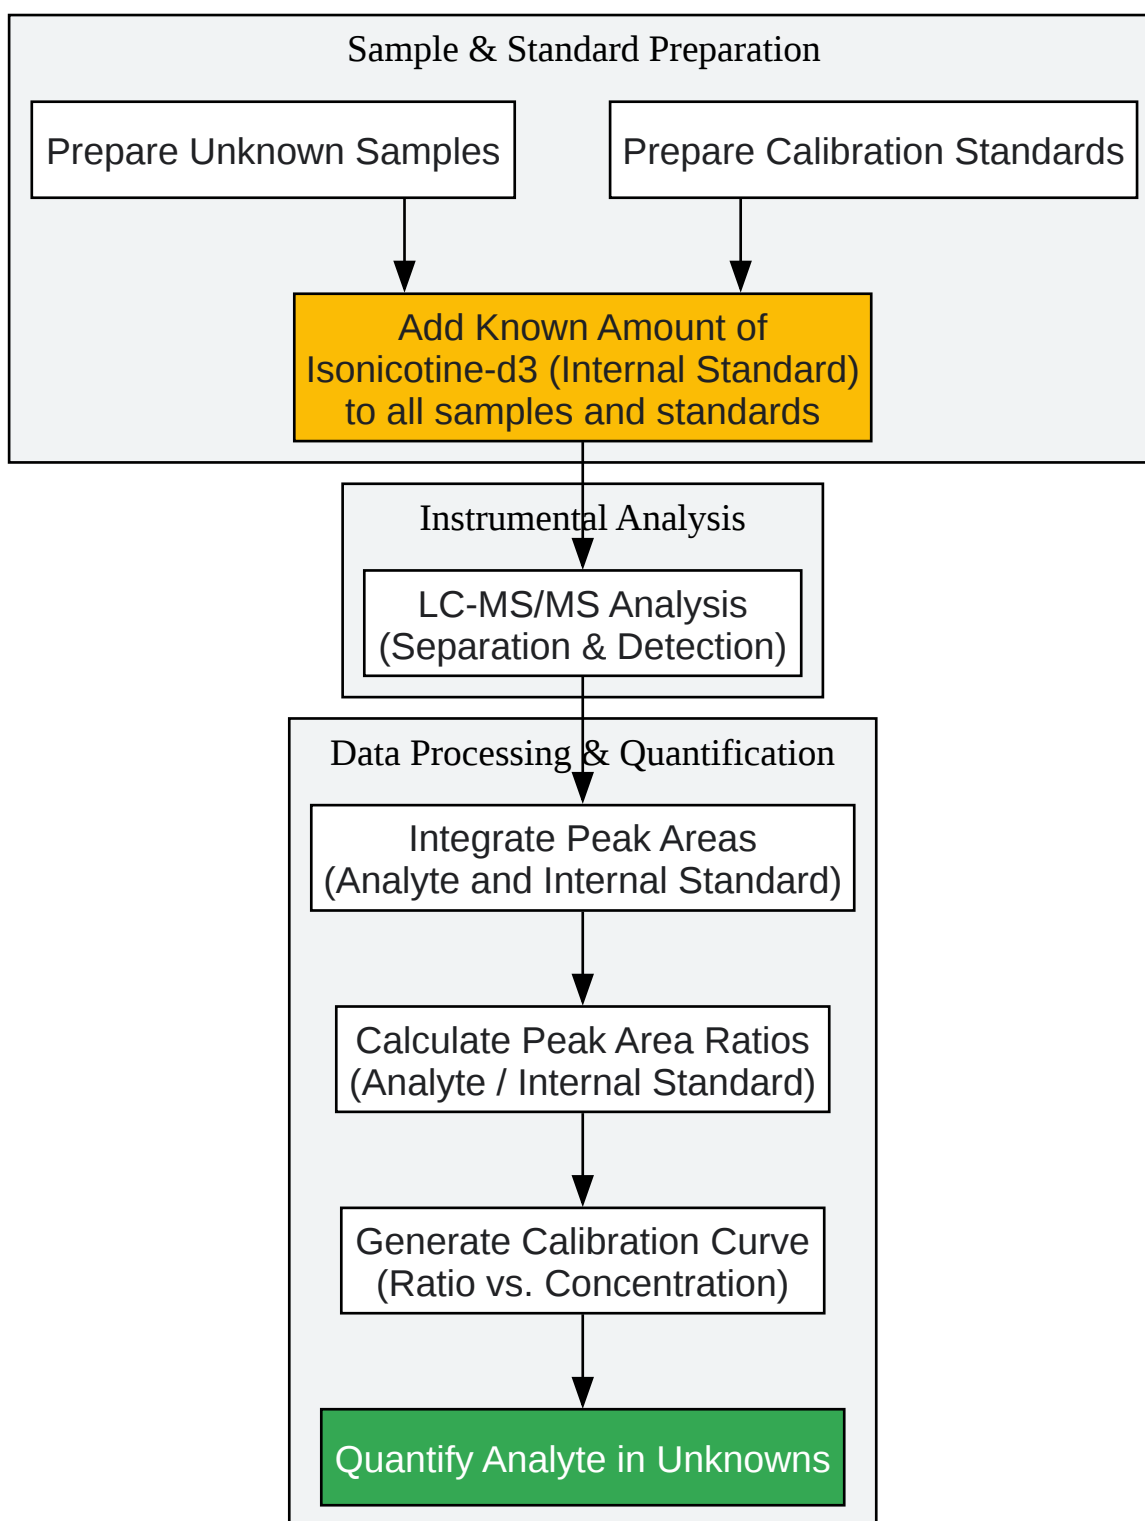 Sample & Standard Preparation
Prepare Unknown Samples
Prepare Calibration Standards
Add Known Amount of
Isonicotine-d3 (Internal Standard)
to all samples and standards
Instrumental Analysis
LC-MS/MS Analysis
(Separation & Detection)
Data Processing & Quantification
Integrate Peak Areas
(Analyte and Internal Standard)
Calculate Peak Area Ratios
(Analyte / Internal Standard)
Generate Calibration Curve
(Ratio vs. Concentration)
Quantify Analyte in Unknowns